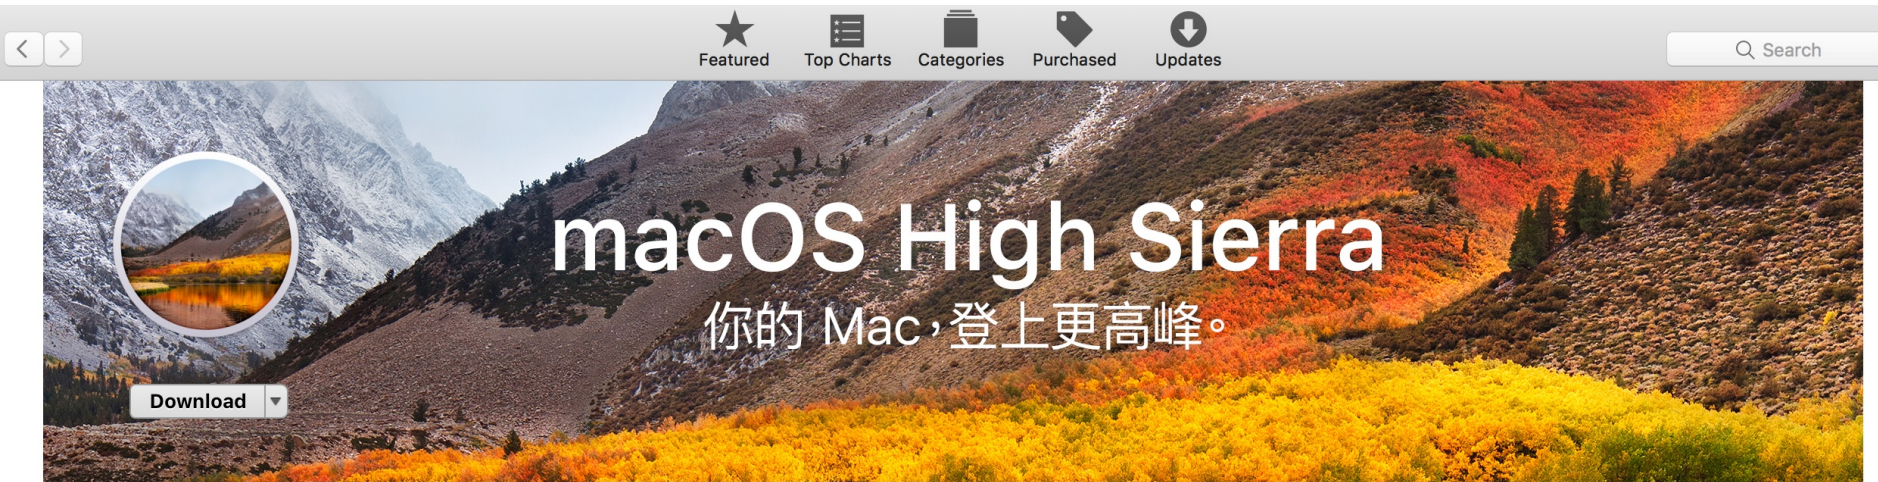 Featured
Top Charts
Categories
Purchased
Updates
Search
macOS High Sierra
你的 Mac，登上更高峰。
Download